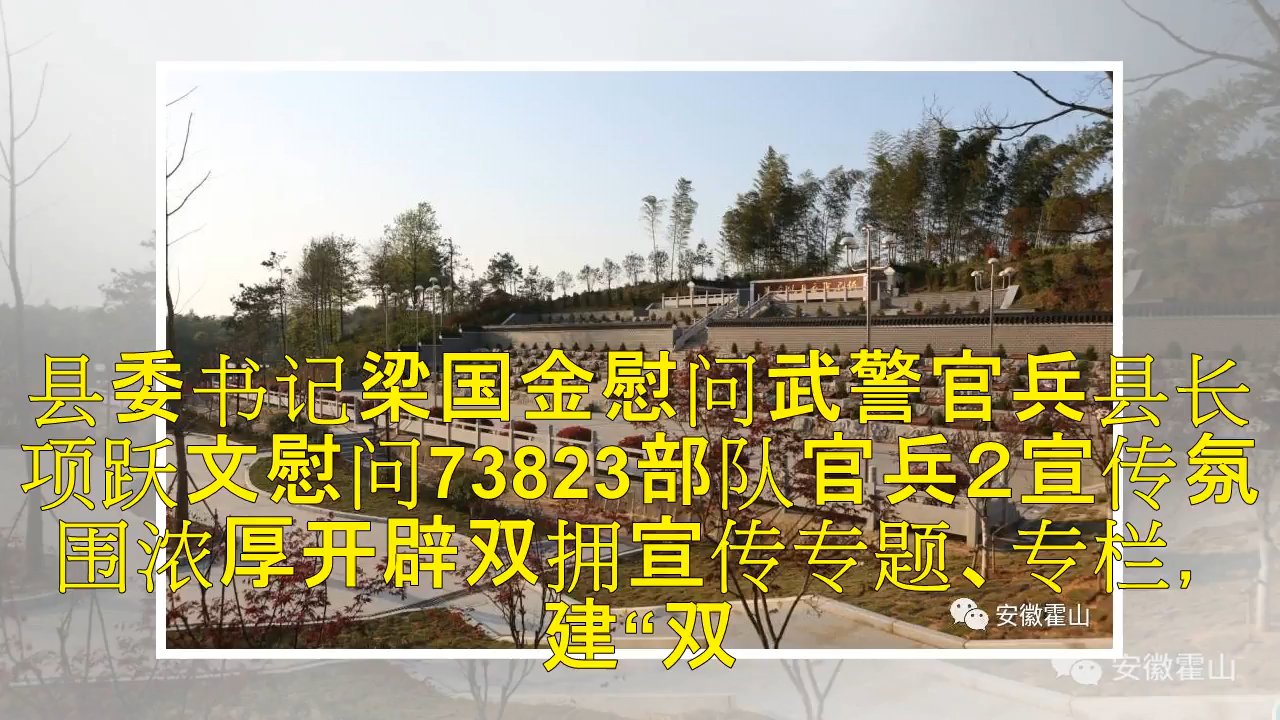 县委书记梁国金慰问武警官兵县长
项跃文慰问73823部队官兵2宣传氛
围浓厚开辟双拥宣传专题、专栏，
建“双
安徽霍山
安徽霍山